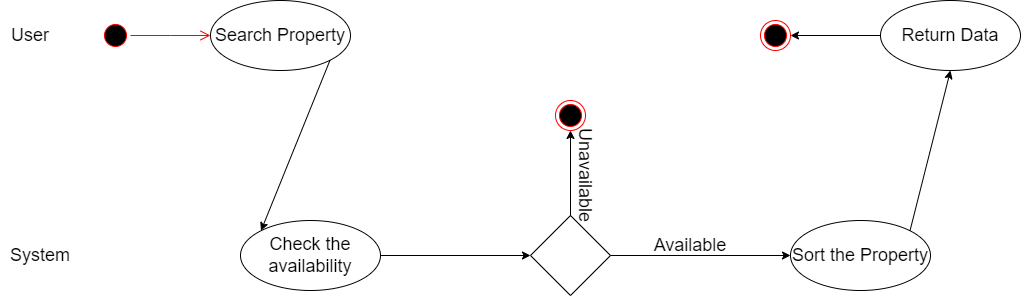 User
Search Property
Return Data
Unavailable
System
Check the
availability
Available
Sort the Property